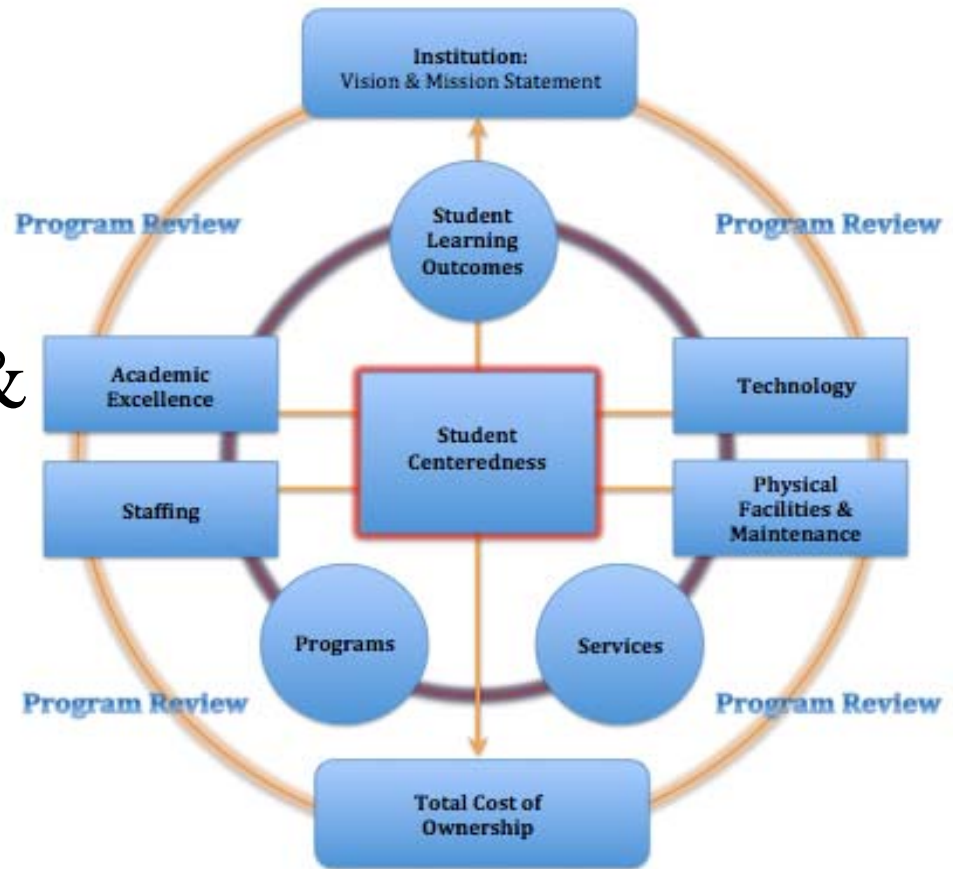 Institution:
Vision & Mission Statement
Program Review
Program Review
Student
Learning
Outcomes
&
Academic
Excellence
Technology
Student
Centeredness
Staffing
Physical
Facilities &
Maintenance
Programs
Services
Program Review
Program Review
Total Cost of
Ownership